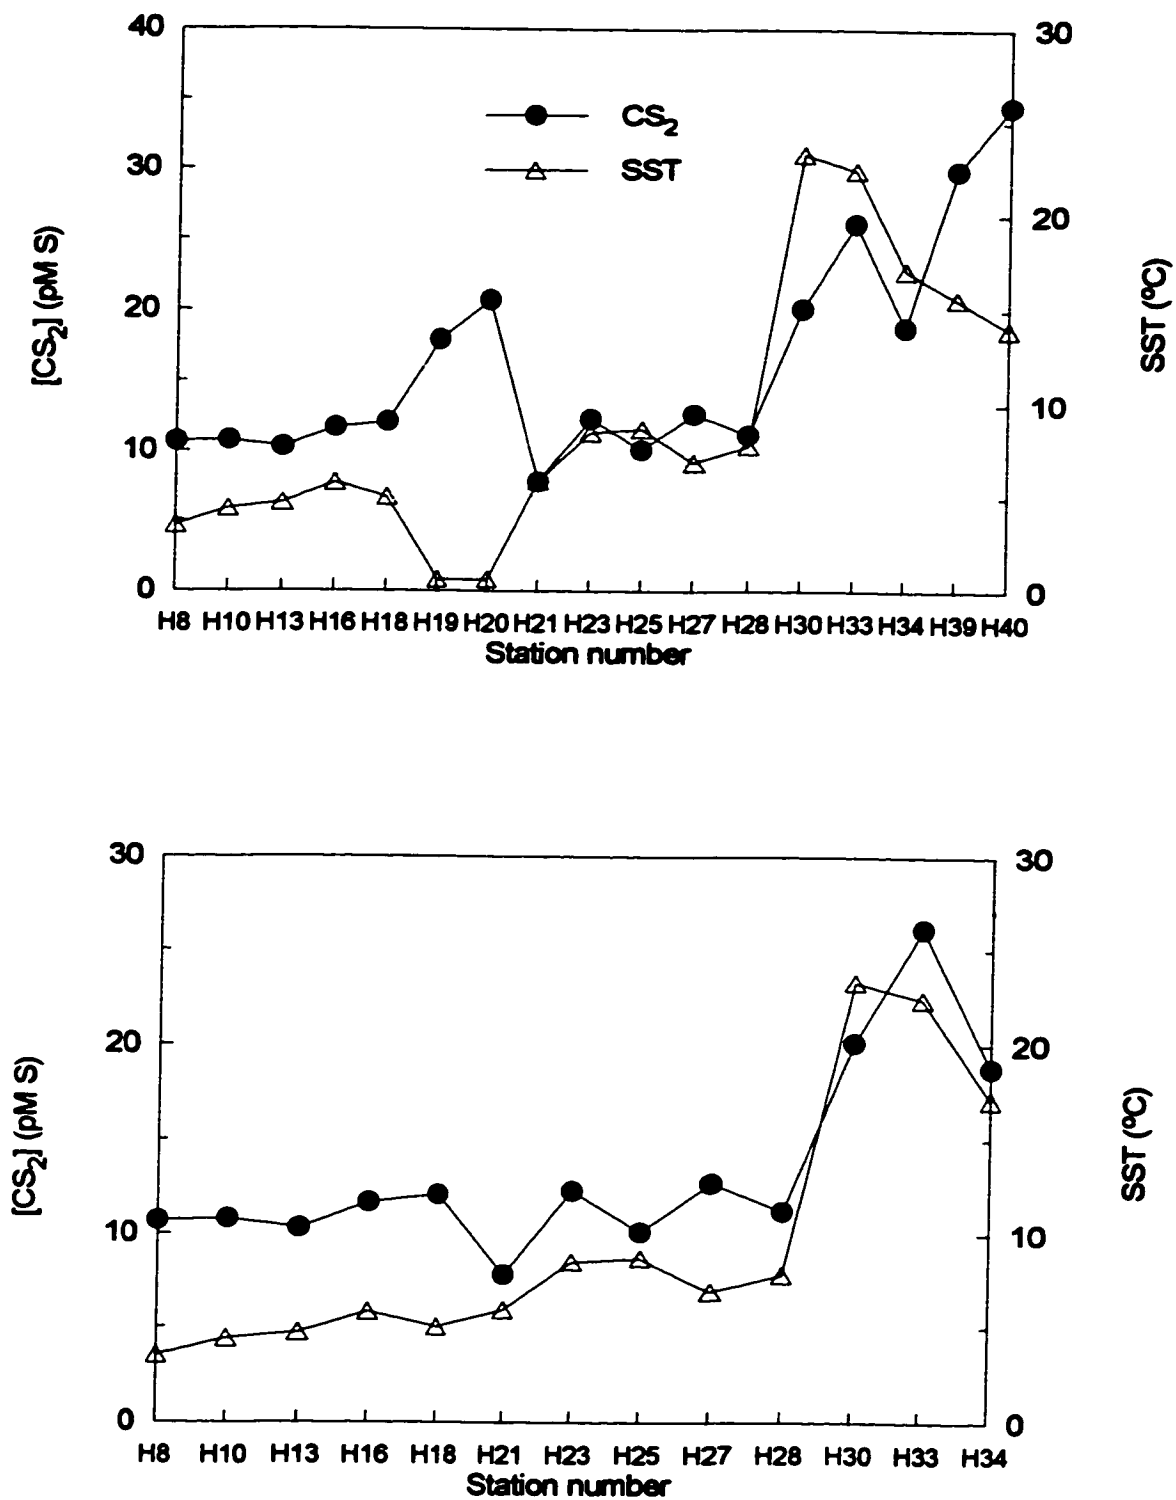 40
30
CS₂
SST
30
20
20
[CS₂] (pM S)
SST (ºC)
10
10
0
0
H8 H10 H13 H16 H18 H19 H20 H21 H23 H25 H27 H28 H30 H33 H34 H39 H40
Station number
30
30
20
20
[CS₂] (pM S)
SST (ºC)
10
10
0
0
H8 H10 H13 H16 H18 H21 H23 H25 H27 H28 H30 H33 H34
Station number